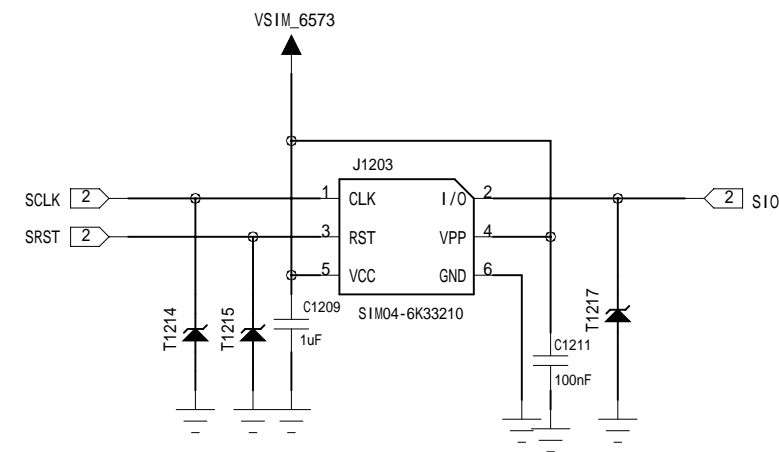 VSIM_6573
J1203
SCLK 2 1 CLK I/O 2 2 SIO
SRST 2 3 RST VPP 4
5 VCC GND 6
C1209
SIM04-6K33210
1uF
T1214
T1215
T1217
C1211
100nF